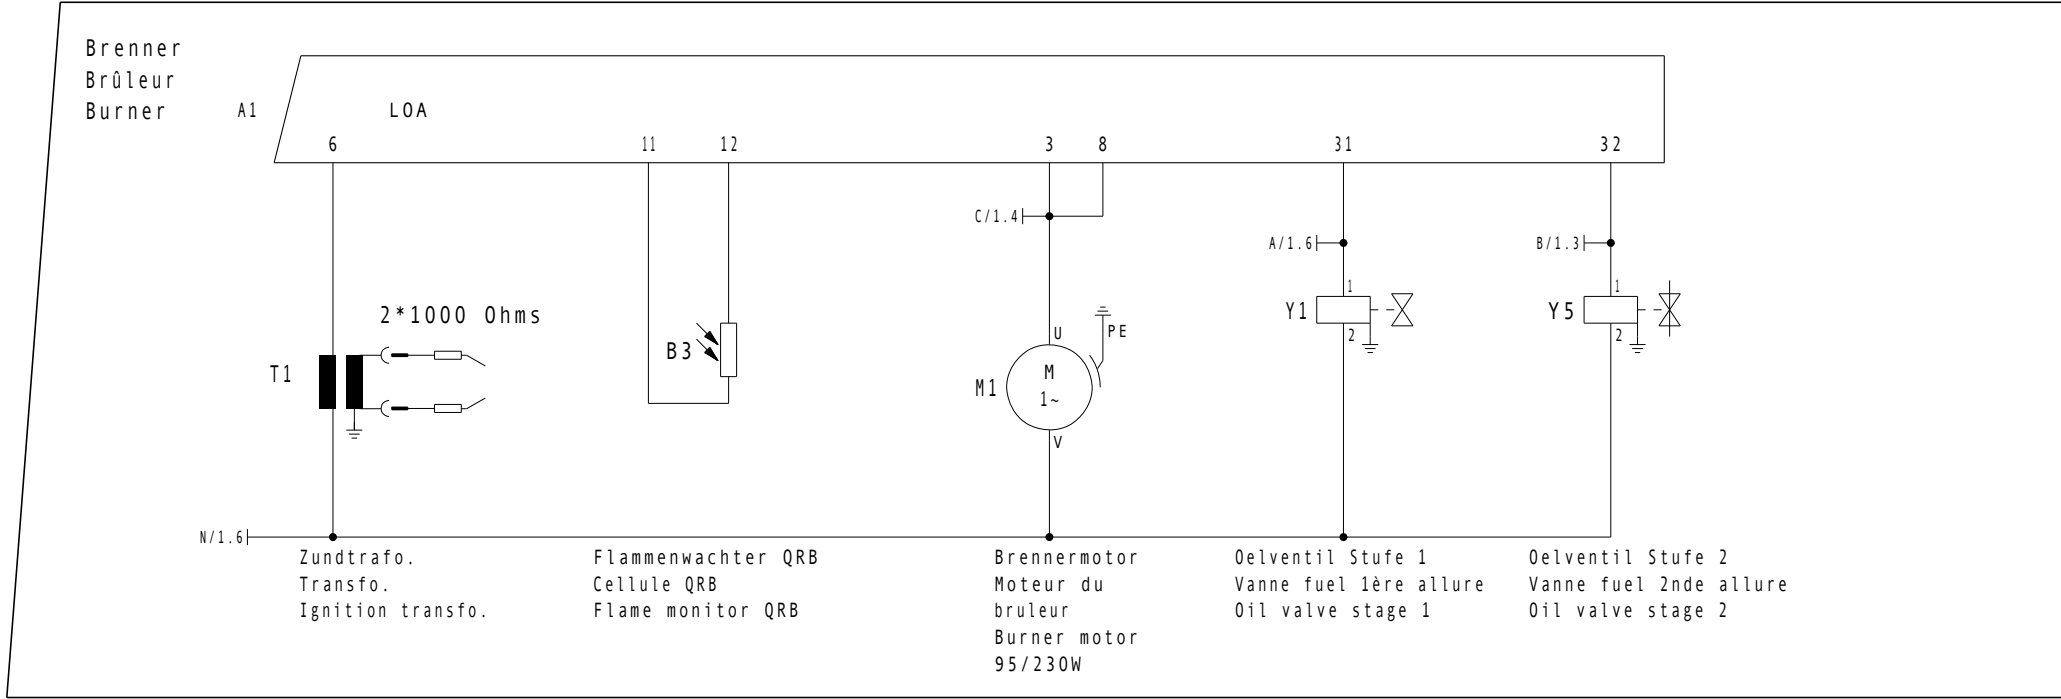 Brenner
Brûleur
Burner
A1
LOA
6
11
12
3
8
31
32
C/1.4
A/1.6
B/1.3
2*1000 Ohms
T1
B3
U
PE
M1
M
1~
V
Y1
1
2
Y5
1
2
N/1.6
Zundtrafo.
Transfo.
Ignition transfo.
Flammenwachter QRB
Cellule QRB
Flame monitor QRB
Brennermotor
Moteur du
bruleur
Burner motor
95/230W
Oelventil Stufe 1
Vanne fuel 1ère allure
Oil valve stage 1
Oelventil Stufe 2
Vanne fuel 2nde allure
Oil valve stage 2